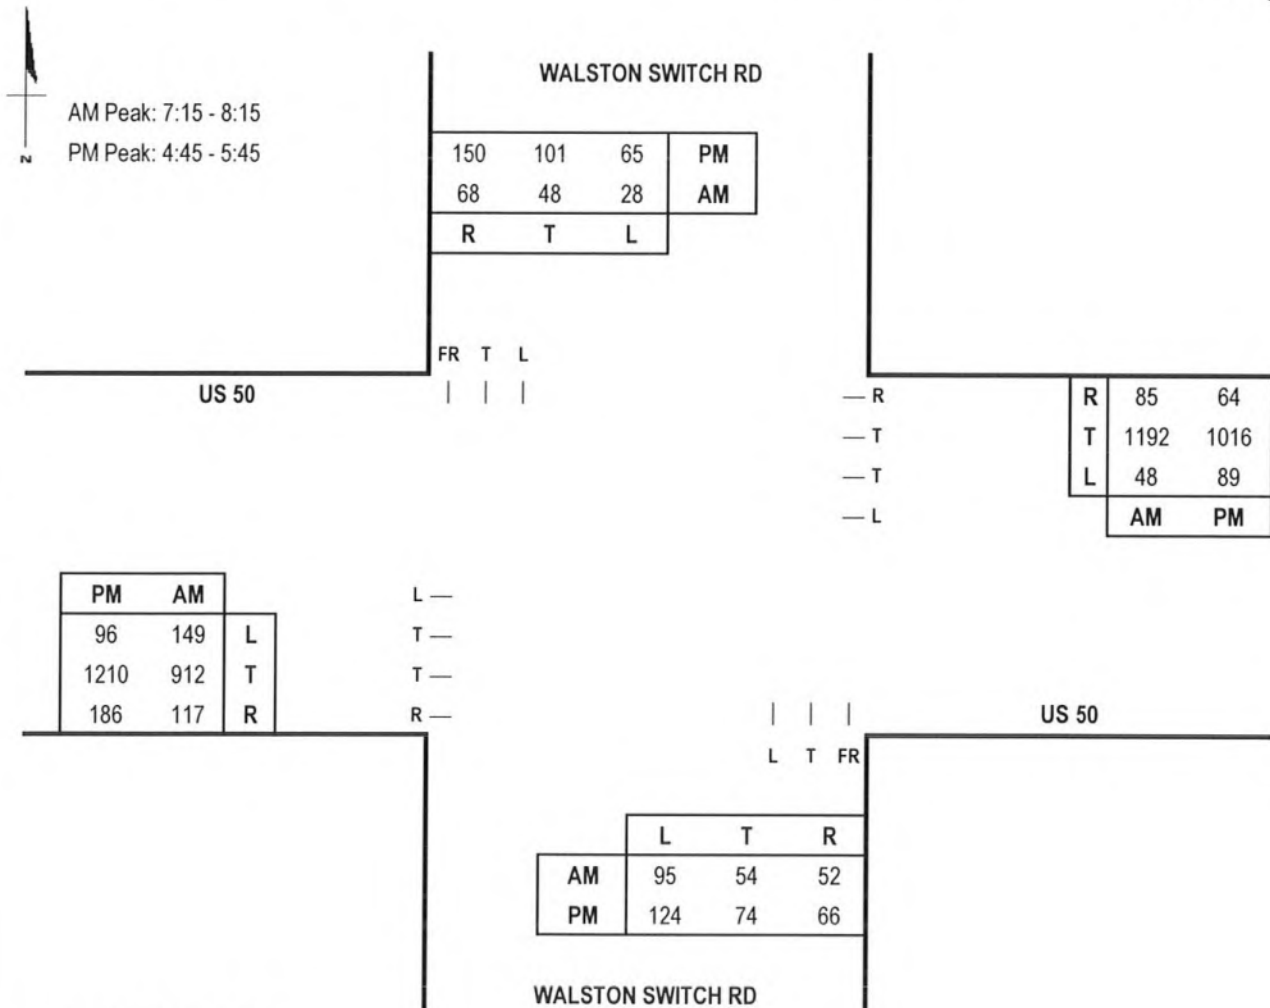 WALSTON SWITCH RD
AM Peak: 7:15 - 8:15
PM Peak: 4:45 - 5:45
N
150 101 65 PM
68 48 28 AM
R T L
FR T L
US 50
R
T
T
L
R 85 64
T 1192 1016
L 48 89
AM PM
PM AM
96 149 L
1210 912 T
186 117 R
L
T
T
R
US 50
L T FR
L T R
AM 95 54 52
PM 124 74 66
WALSTON SWITCH RD